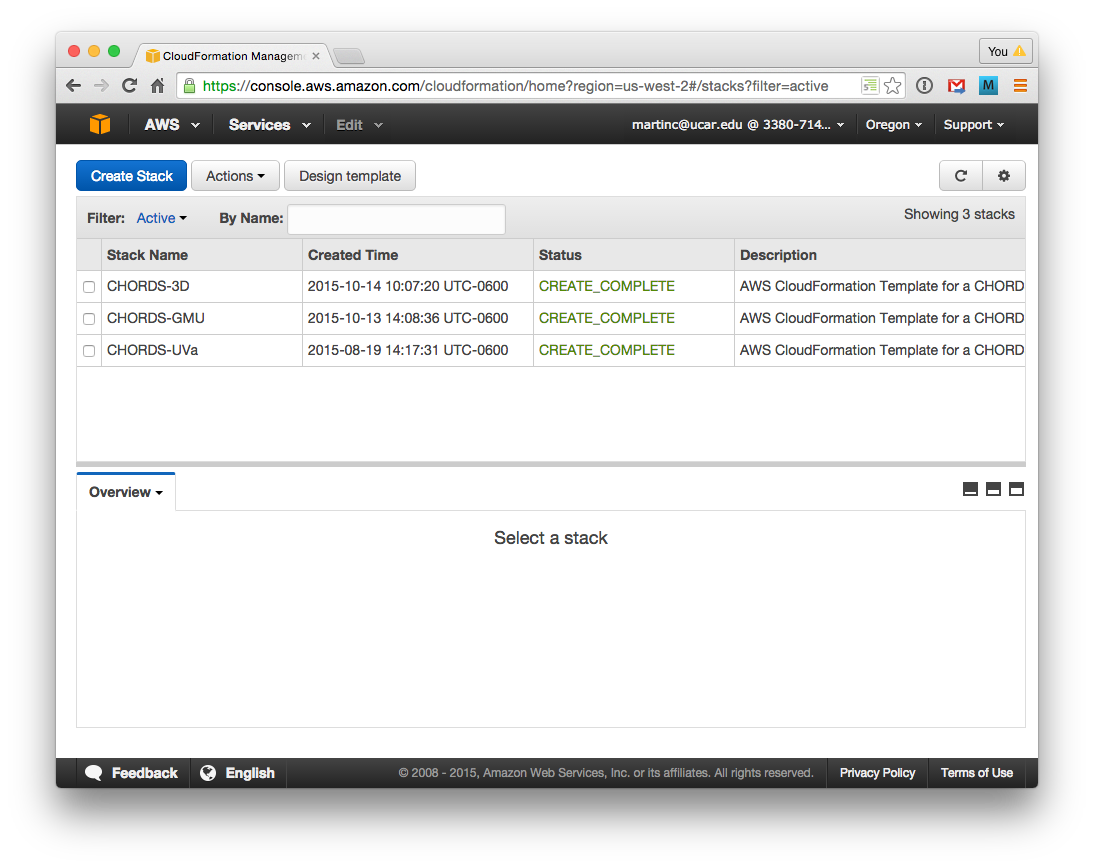 CloudFormation Managem
You
https://console.aws.amazon.com/cloudformation/home?region=us-west-2#/stacks?filter=active
M
AWS Services Edit martinc@ucar.edu @ 3380-714... Oregon Support
Create Stack Actions Design template
Filter: Active By Name: Showing 3 stacks
Stack Name Created Time Status Description
CHORDS-3D 2015-10-14 10:07:20 UTC-0600 CREATE_COMPLETE AWS CloudFormation Template for a CHORD
CHORDS-GMU 2015-10-13 14:08:36 UTC-0600 CREATE_COMPLETE AWS CloudFormation Template for a CHORD
CHORDS-UVa 2015-08-19 14:17:31 UTC-0600 CREATE_COMPLETE AWS CloudFormation Template for a CHORD
Overview
Select a stack
Feedback English © 2008 - 2015, Amazon Web Services, Inc. or its affiliates. All rights reserved. Privacy Policy Terms of Use